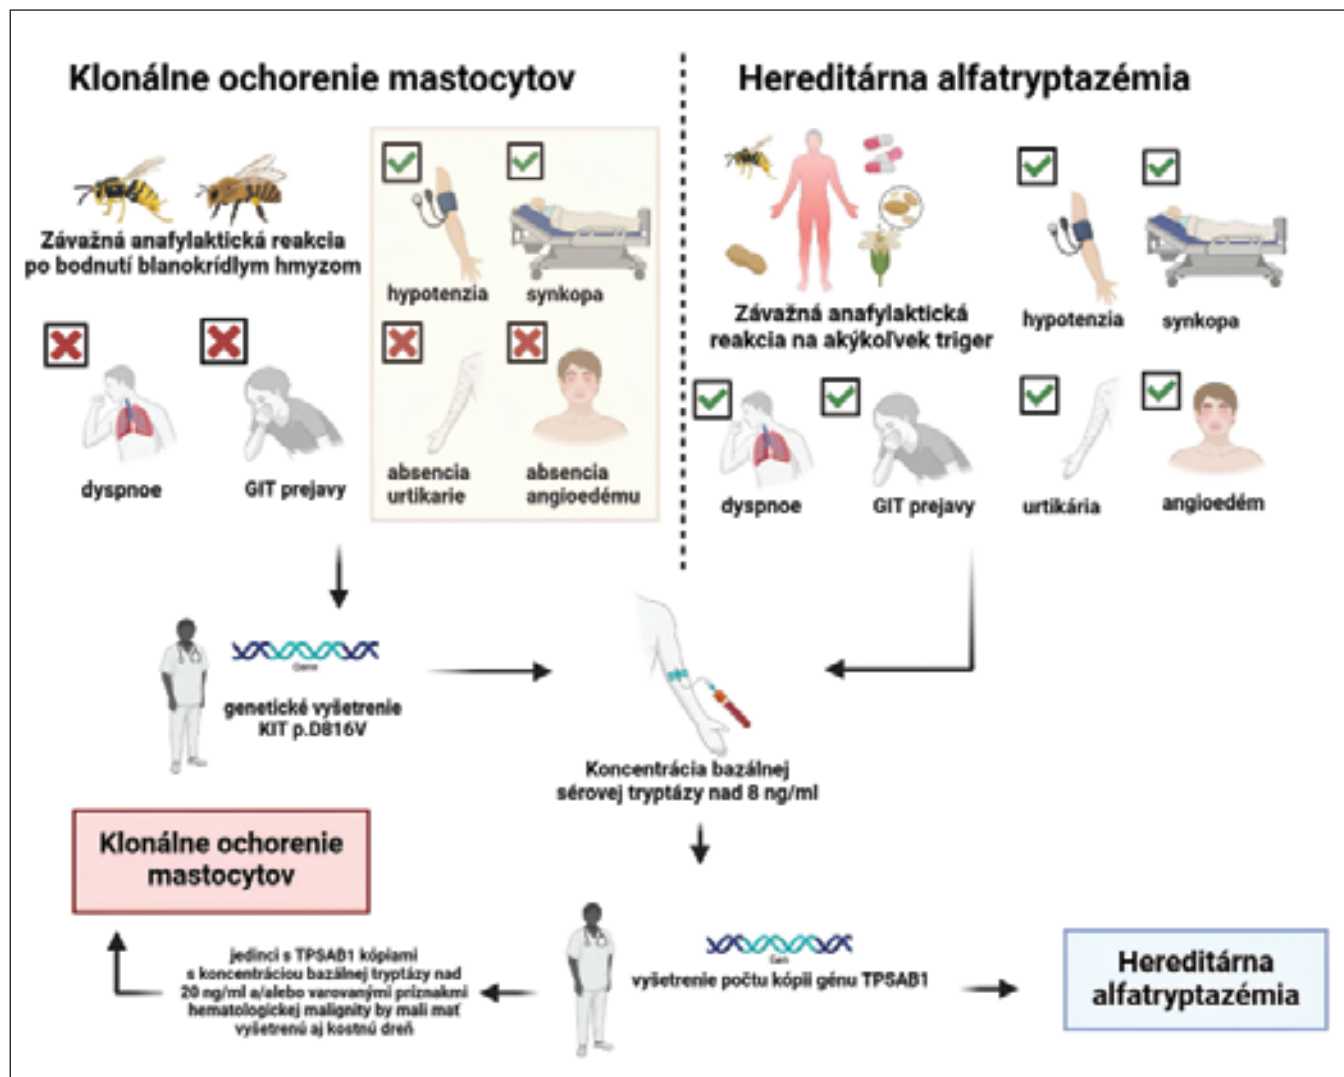 Klonálne ochorenie mastocytov
Závažná anafylaktická reakcia
po bodnutí blanokrídlym hmyzom
hypotenzia
synkopa
dyspnoe
GIT prejavy
absencia
urtikarie
absencia
angioedému
Hereditárna alfatryptazémia
Závažná anafylaktická
reakcia na akýkoľvek triger
hypotenzia
synkopa
dyspnoe
GIT prejavy
urtikária
angioedém
Gene
genetické vyšetrenie
KIT p.D816V
Koncentrácia bazálnej
sérovej tryptázy nad 8 ng/ml
Klonálne ochorenie
mastocytov
jedinci s TPSAB1 kópiami
s koncentráciou bazálnej tryptázy nad
20 ng/ml a/alebo varovanými príznakmi
hematologickej malignity by mali mať
vyšetrenú aj kostnú dreň
Gen
vyšetrenie počtu kópii génu TPSAB1
Hereditárna
alfatryptazémia